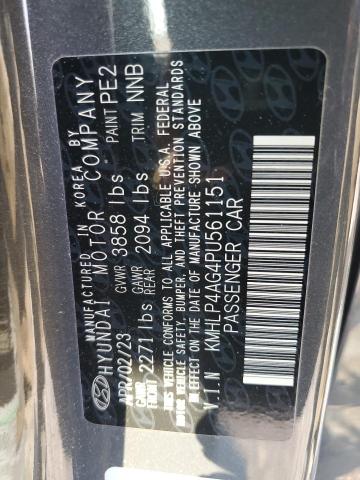 MANUFACTURED IN KOREA BY
HYUNDAI MOTOR COMPANY
APR/02/23 GVWR 3858 lbs PAINT PE2
GAWR FRONT 2271 lbs GAWR REAR 2094 lbs TRIM NNB
THIS VEHICLE CONFORMS TO ALL APPLICABLE U.S.A. FEDERAL
MOTOR VEHICLE SAFETY, BUMPER, AND THEFT PREVENTION STANDARDS
IN EFFECT ON THE DATE OF MANUFACTURE SHOWN ABOVE.
V.I.N KMHLP4AG4PU561151
PASSENGER CAR